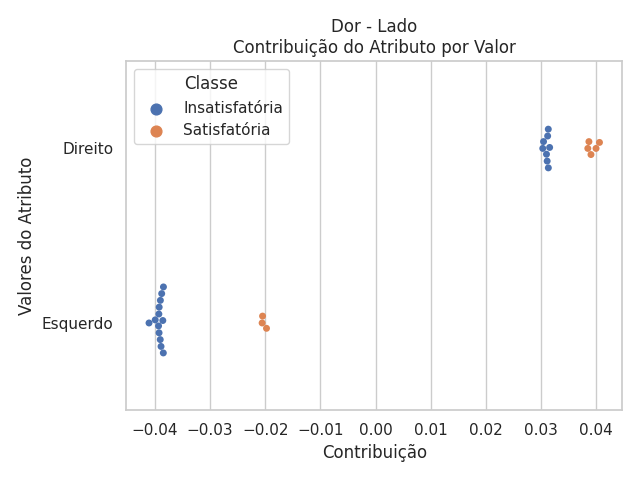 Dor - Lado
Contribuição do Atributo por Valor
Classe
Insatisfatória
Satisfatória
Valores do Atributo
Direito
Esquerdo
−0.04 −0.03 −0.02 −0.01 0.00 0.01 0.02 0.03 0.04
Contribuição